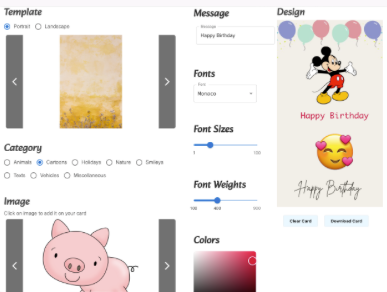 Template
Portrait Landscape
Category
Animals Cartoons Holidays Nature Smileys
Texts Vehicles Miscellaneous
Image
Click on image to add it on your card
Message
Message
Happy Birthday
Fonts
Font
Monaco
Font Sizes
1 100
Font Weights
100 400 900
Colors
Design
Happy Birthday
Happy Birthday
Clear Card Download Card